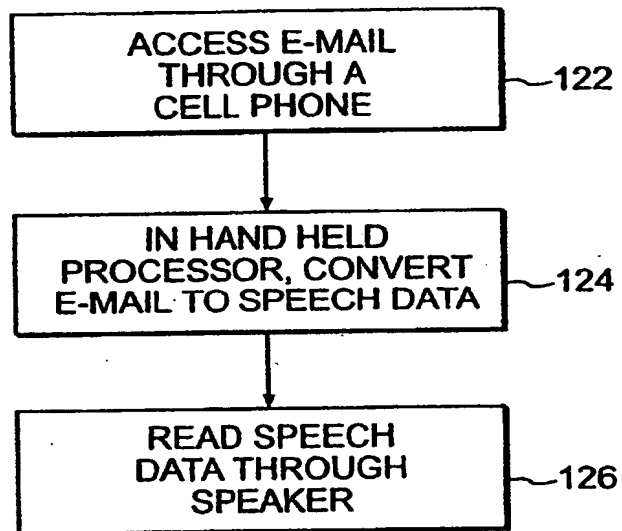 ACCESS E-MAIL
THROUGH A
CELL PHONE
122
IN HAND HELD
PROCESSOR, CONVERT
E-MAIL TO SPEECH DATA
124
READ SPEECH
DATA THROUGH
SPEAKER
126